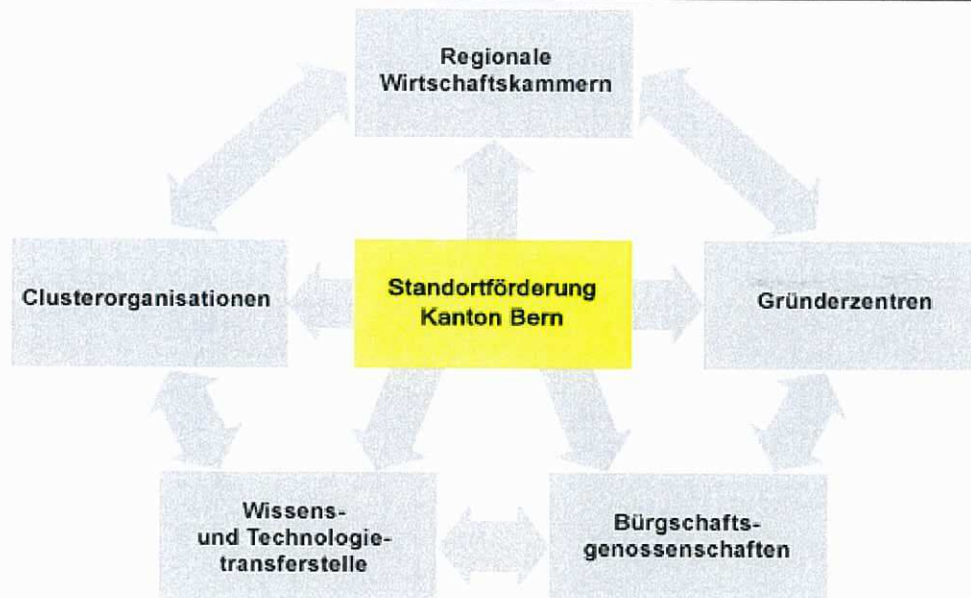 Regionale
Wirtschaftskammern
Clusterorganisationen
Standortförderung
Kanton Bern
Gründerzentren
Wissens-
und Technologie-
transferstelle
Bürgschafts-
genossenschaften